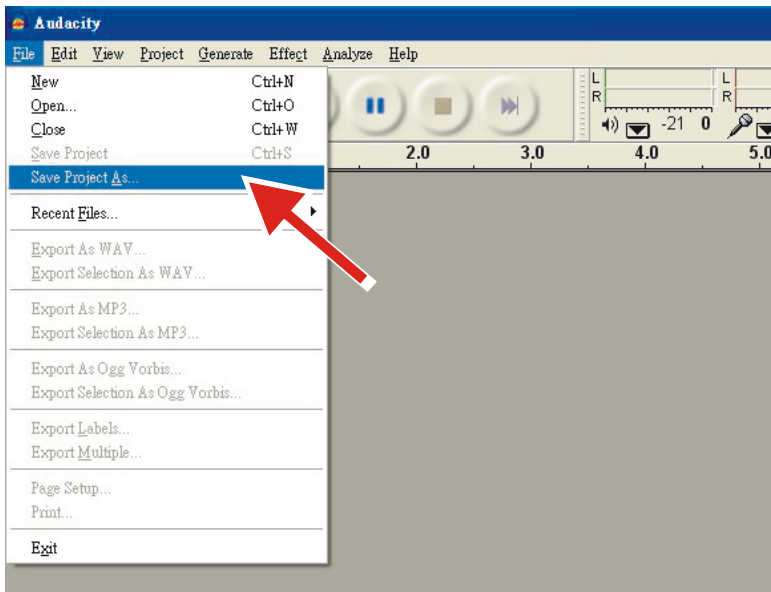 Audacity
File Edit View Project Generate Effect Analyze Help
New Ctrl+N
Open... Ctrl+O
Close Ctrl+W
Save Project Ctrl+S
Save Project As...
Recent Files...
Export As WAV...
Export Selection As WAV...
Export As MP3...
Export Selection As MP3...
Export As Ogg Vorbis...
Export Selection As Ogg Vorbis...
Export Labels...
Export Multiple...
Page Setup...
Print...
Exit
L L
R R
-21 0
2.0 3.0 4.0 5.0